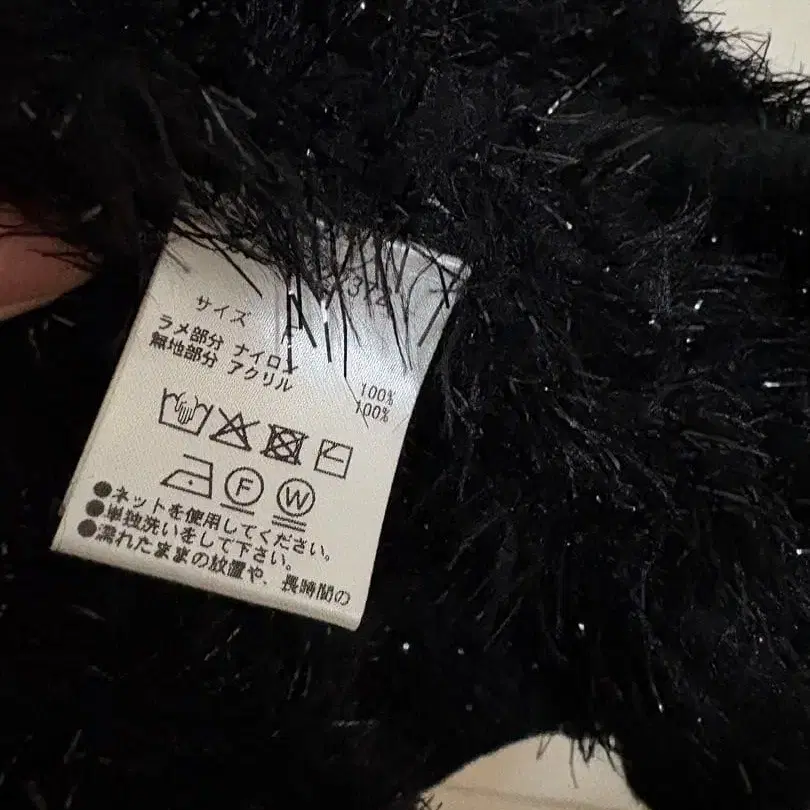 サイズ F
ラメ部分 ナイロン 100%
無地部分 アクリル 100%
F W
●ネットを使用してください。
●単独洗いをして下さい。
●濡れたままの放置や、長時間の